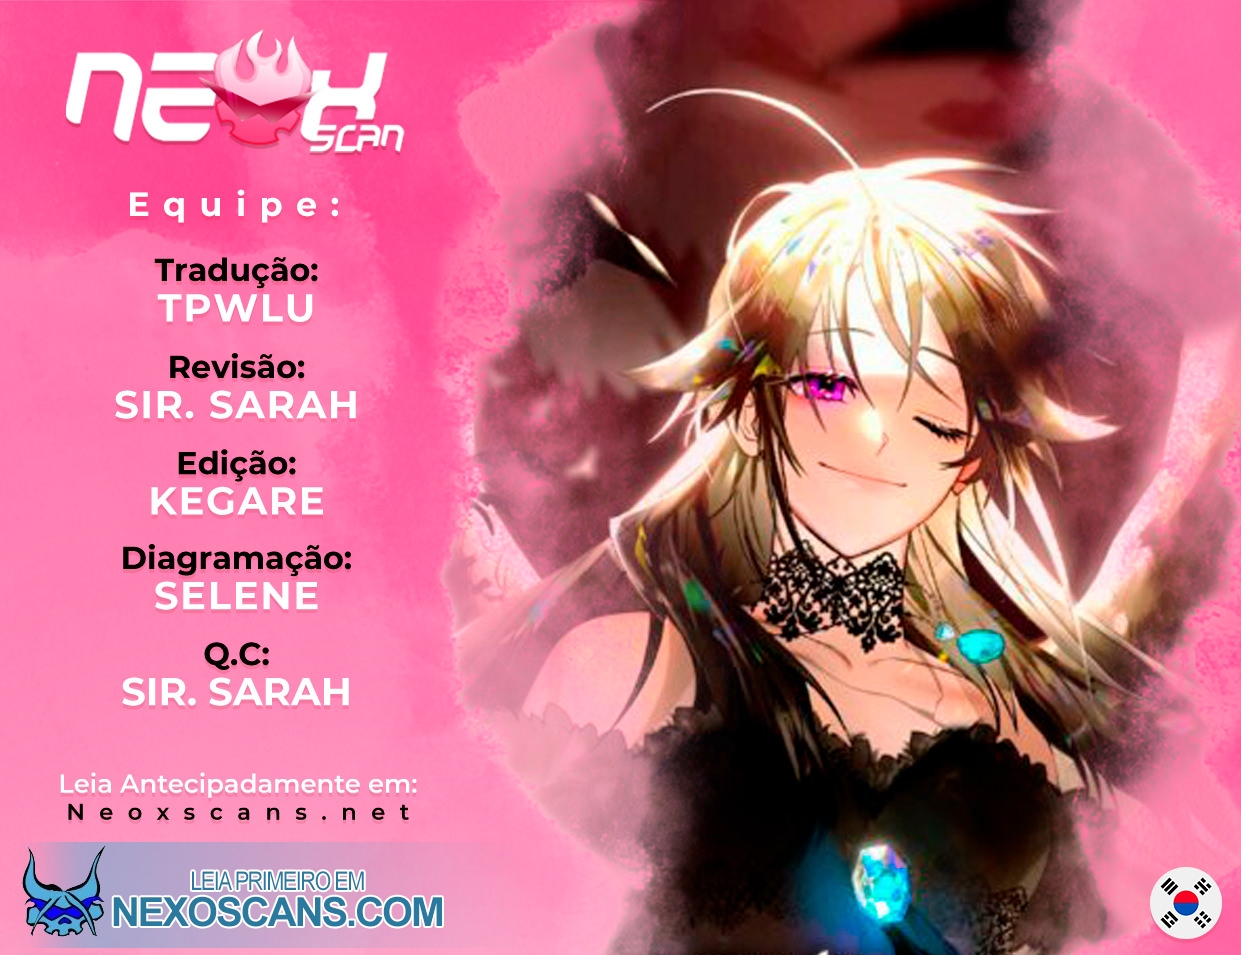 NEOX
SCAN
Equipe:
Tradução:
TPWLU
Revisão:
SIR. SARAH
Edição:
KEGARE
Diagramação:
SELENE
Q.C:
SIR. SARAH
Leia Antecipadamente em:
Neoxscans.net
LEIA PRIMEIRO EM
NEXOSCANS.COM